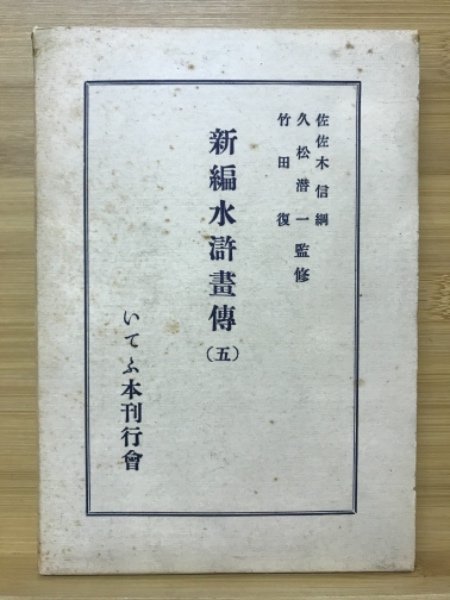 佐佐木信綱
久松潜一監修
竹田復
新編水滸畫傳(五)
いてふ本刊行會